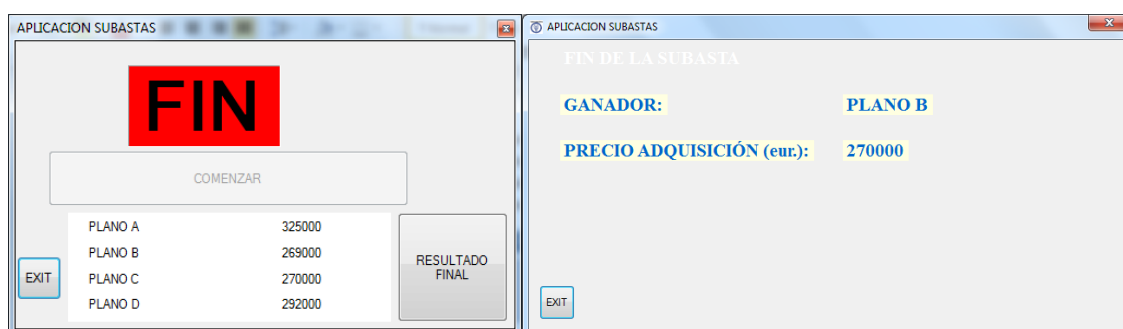 APLICACION SUBASTAS
FIN
COMENZAR
PLANO A 325000
PLANO B 269000
PLANO C 270000
PLANO D 292000
EXIT
RESULTADO
FINAL
APLICACION SUBASTAS
FIN DE LA SUBASTA
GANADOR: PLANO B
PRECIO ADQUISICIÓN (eur.): 270000
EXIT